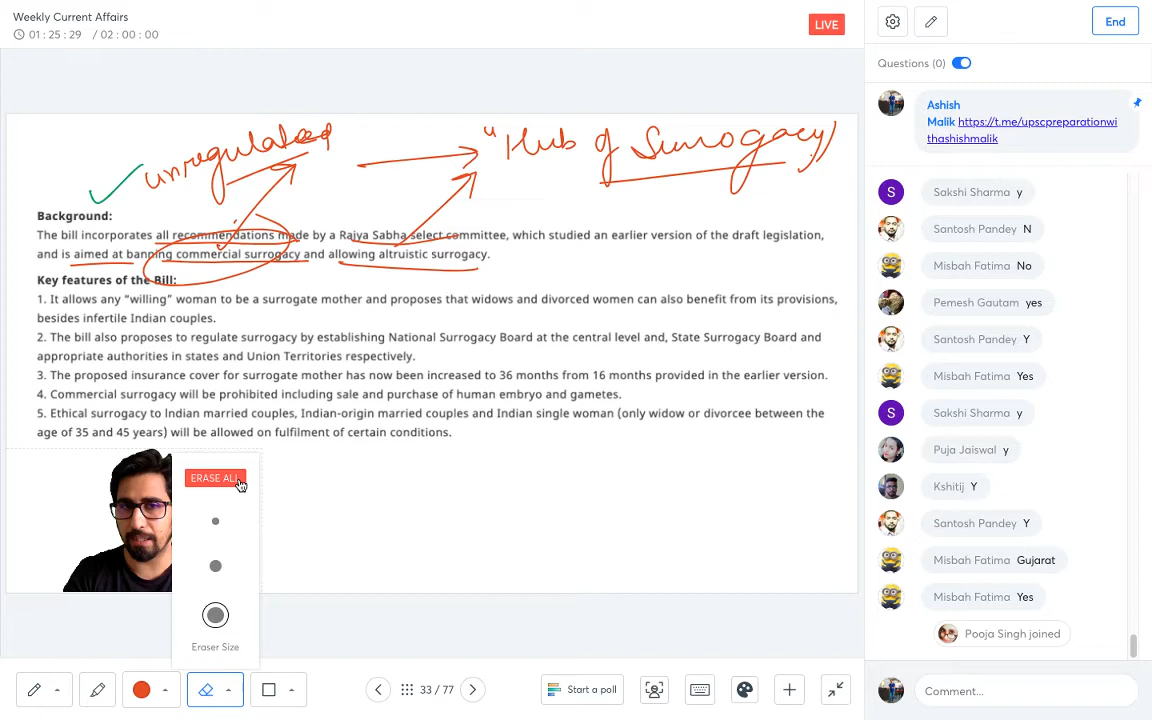 Weekly Current Affairs
01 : 25 : 29 / 02 : 00 : 00
LIVE
End
Questions (0)
unregulated
"Hub of Surrogacy)
Background:
The bill incorporates all recommendations made by a Rajya Sabha select committee, which studied an earlier version of the draft legislation,
and is aimed at banning commercial surrogacy and allowing altruistic surrogacy.
Key features of the Bill:
1. It allows any "willing" woman to be a surrogate mother and proposes that widows and divorced women can also benefit from its provisions,
besides infertile Indian couples.
2. The bill also proposes to regulate surrogacy by establishing National Surrogacy Board at the central level and, State Surrogacy Board and
appropriate authorities in states and Union Territories respectively.
3. The proposed insurance cover for surrogate mother has now been increased to 36 months from 16 months provided in the earlier version.
4. Commercial surrogacy will be prohibited including sale and purchase of human embryo and gametes.
5. Ethical surrogacy to Indian married couples, Indian-origin married couples and Indian single woman (only widow or divorcee between the
age of 35 and 45 years) will be allowed on fulfilment of certain conditions.
ERASE ALL
Eraser Size
33 / 77
Start a poll
Ashish
Malik https://t.me/upscpreparationwi
thashishmalik
S
Sakshi Sharma y
Santosh Pandey N
Misbah Fatima No
Pemesh Gautam yes
Santosh Pandey Y
Misbah Fatima Yes
S
Sakshi Sharma y
Puja Jaiswal y
Kshitij Y
Santosh Pandey Y
Misbah Fatima Gujarat
Misbah Fatima Yes
Pooja Singh joined
Comment...